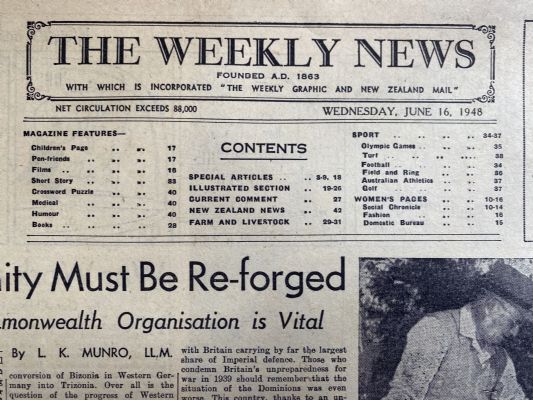 THE WEEKLY NEWS
FOUNDED A.D. 1863
WITH WHICH IS INCORPORATED "THE WEEKLY GRAPHIC AND NEW ZEALAND MAIL"
NET CIRCULATION EXCEEDS 88,000
WEDNESDAY, JUNE 16, 1948
MAGAZINE FEATURES—
Children's Page .. .. .. 17
Pen-friends .. .. .. 17
Films .. .. .. 16
Short Story .. .. .. 33
Crossword Puzzle .. .. 40
Medical .. .. .. 40
Humour .. .. .. 40
Books .. .. .. 28
CONTENTS
SPECIAL ARTICLES .. .. 8-9, 18
ILLUSTRATED SECTION .. 19-26
CURRENT COMMENT .. 27
NEW ZEALAND NEWS .. 42
FARM AND LIVESTOCK .. 29-31
SPORT .. .. .. .. 34-37
Olympic Games .. .. .. 35
Turf .. .. .. .. 38
Football .. .. .. .. 34
Field and Ring .. .. 36
Australian Athletics .. 37
Golf .. .. .. .. 37
WOMEN'S PAGES .. .. 10-16
Social Chronicle .. .. 10-14
Fashion .. .. .. .. 16
Domestic Bureau .. .. 15
ity Must Be Re-forged
monwealth Organisation is Vital
By L. K. MUNRO, LL.M.
conversion of Bizonia in Western Ger-
many into Trizonia. Over all is the
question of the progress of Western
with Britain carrying by far the largest
share of Imperial defence. Those who
condemn Britain's unpreparedness for
war in 1939 should remember that the
situation of the Dominions was even
worse. This country, thanks to an un-